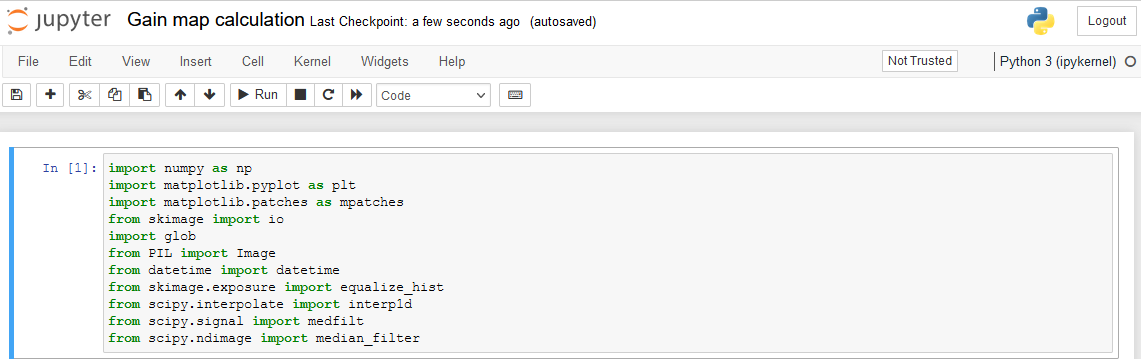 jupyter Gain map calculation Last Checkpoint: a few seconds ago (autosaved) Logout
File Edit View Insert Cell Kernel Widgets Help Not Trusted Python 3 (ipykernel)
Run Code
In [1]: import numpy as np
import matplotlib.pyplot as plt
import matplotlib.patches as mpatches
from skimage import io
import glob
from PIL import Image
from datetime import datetime
from skimage.exposure import equalize_hist
from scipy.interpolate import interp1d
from scipy.signal import medfilt
from scipy.ndimage import median_filter